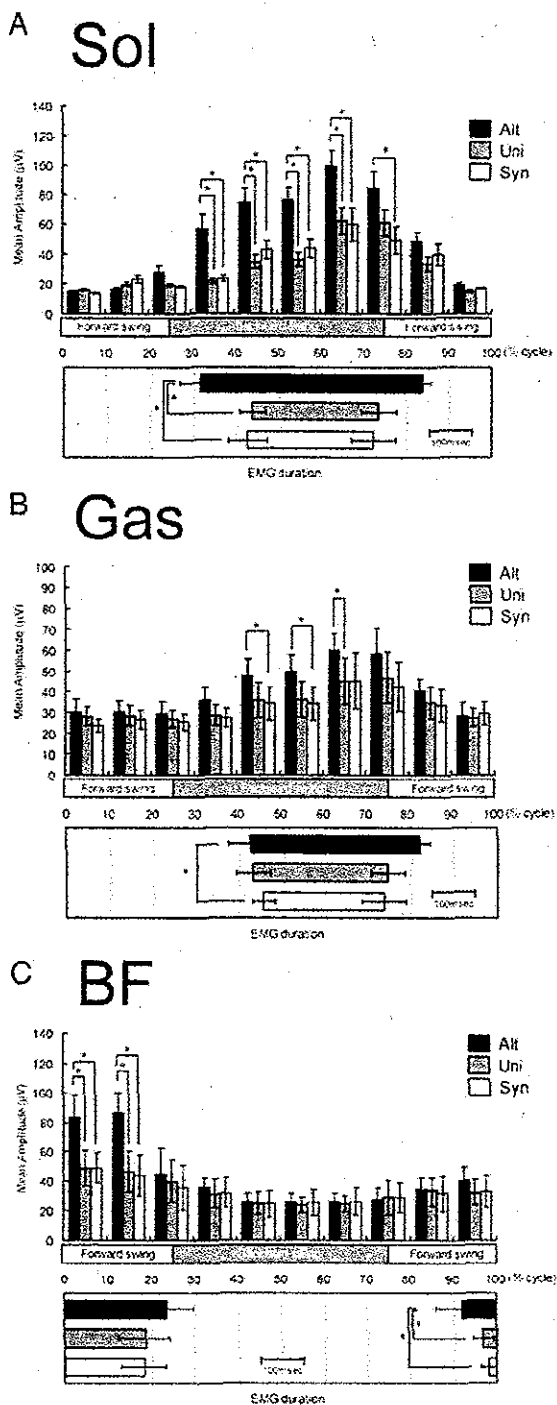 A Sol
Mean Amplitude (μV)
140
120
100
80
60
40
20
0
Alt
Uni
Syn
* * * * * * * * *
Forward swing Forward swing
0 10 20 30 40 50 60 70 80 90 100 (% cycle)
* *
100msec
EMG duration
B Gas
Mean Amplitude (μV)
100
90
80
70
60
50
40
30
20
10
0
Alt
Uni
Syn
* * *
Forward swing Forward swing
0 10 20 30 40 50 60 70 80 90 100 (% cycle)
*
100msec
EMG duration
C BF
Mean Amplitude (μV)
140
120
100
80
60
40
20
0
Alt
Uni
Syn
* * * *
Forward swing Forward swing
0 10 20 30 40 50 60 70 80 90 100 (% cycle)
* *
100msec
EMG duration